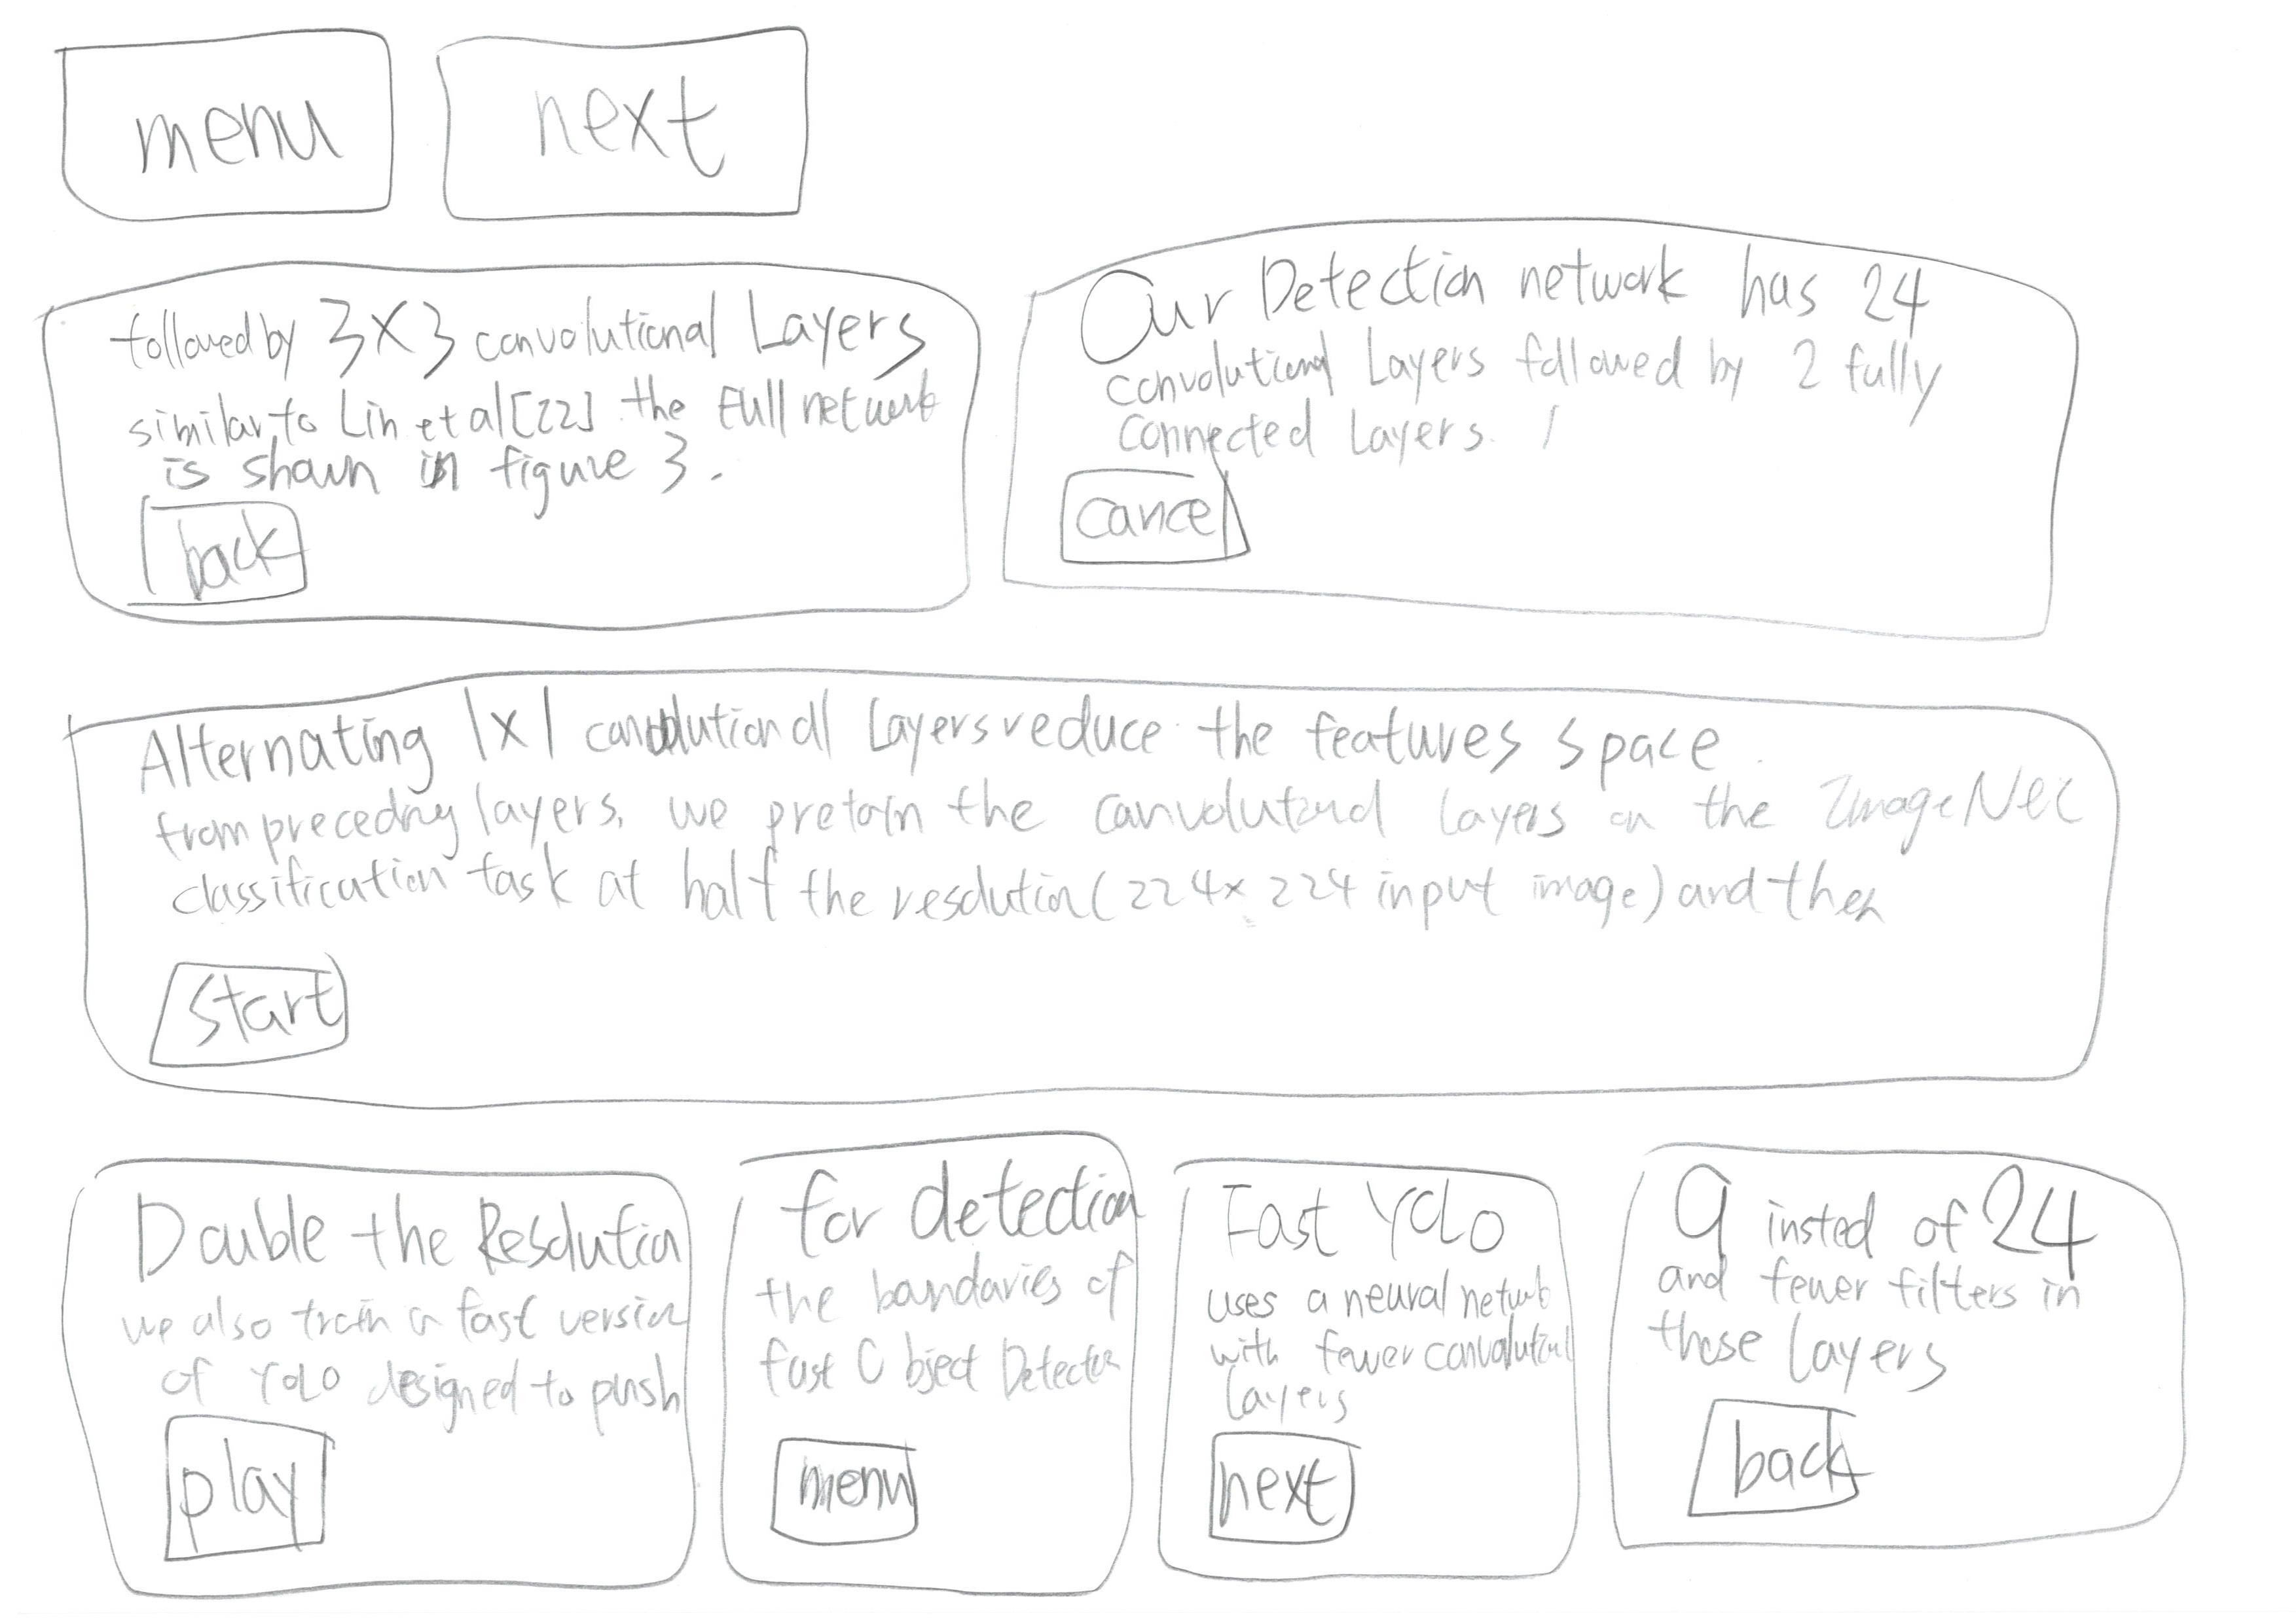 menu
next
followed by 3X3 convolutional Layers
similar to Lin et al [22]. the Full network
is shown in figure 3.
back
Our Detection network has 24
convolutional Layers followed by 2 fully
connected Layers.
cancel
Alternating 1x1 convolutional Layers reduce the features space
from preceding layers. we pretain the convolutional Layers on the ImageNet
classification task at half the resolution (224x224 input image) and then
start
Double the Resolution
we also train a fast version
of YOLO designed to push
play
for detection
the boundaries of
fast Object Detector
menu
Fast YOLO
uses a neural network
with fewer convolutional
Layers
next
9 insted of 24
and fewer filters in
those Layers
back